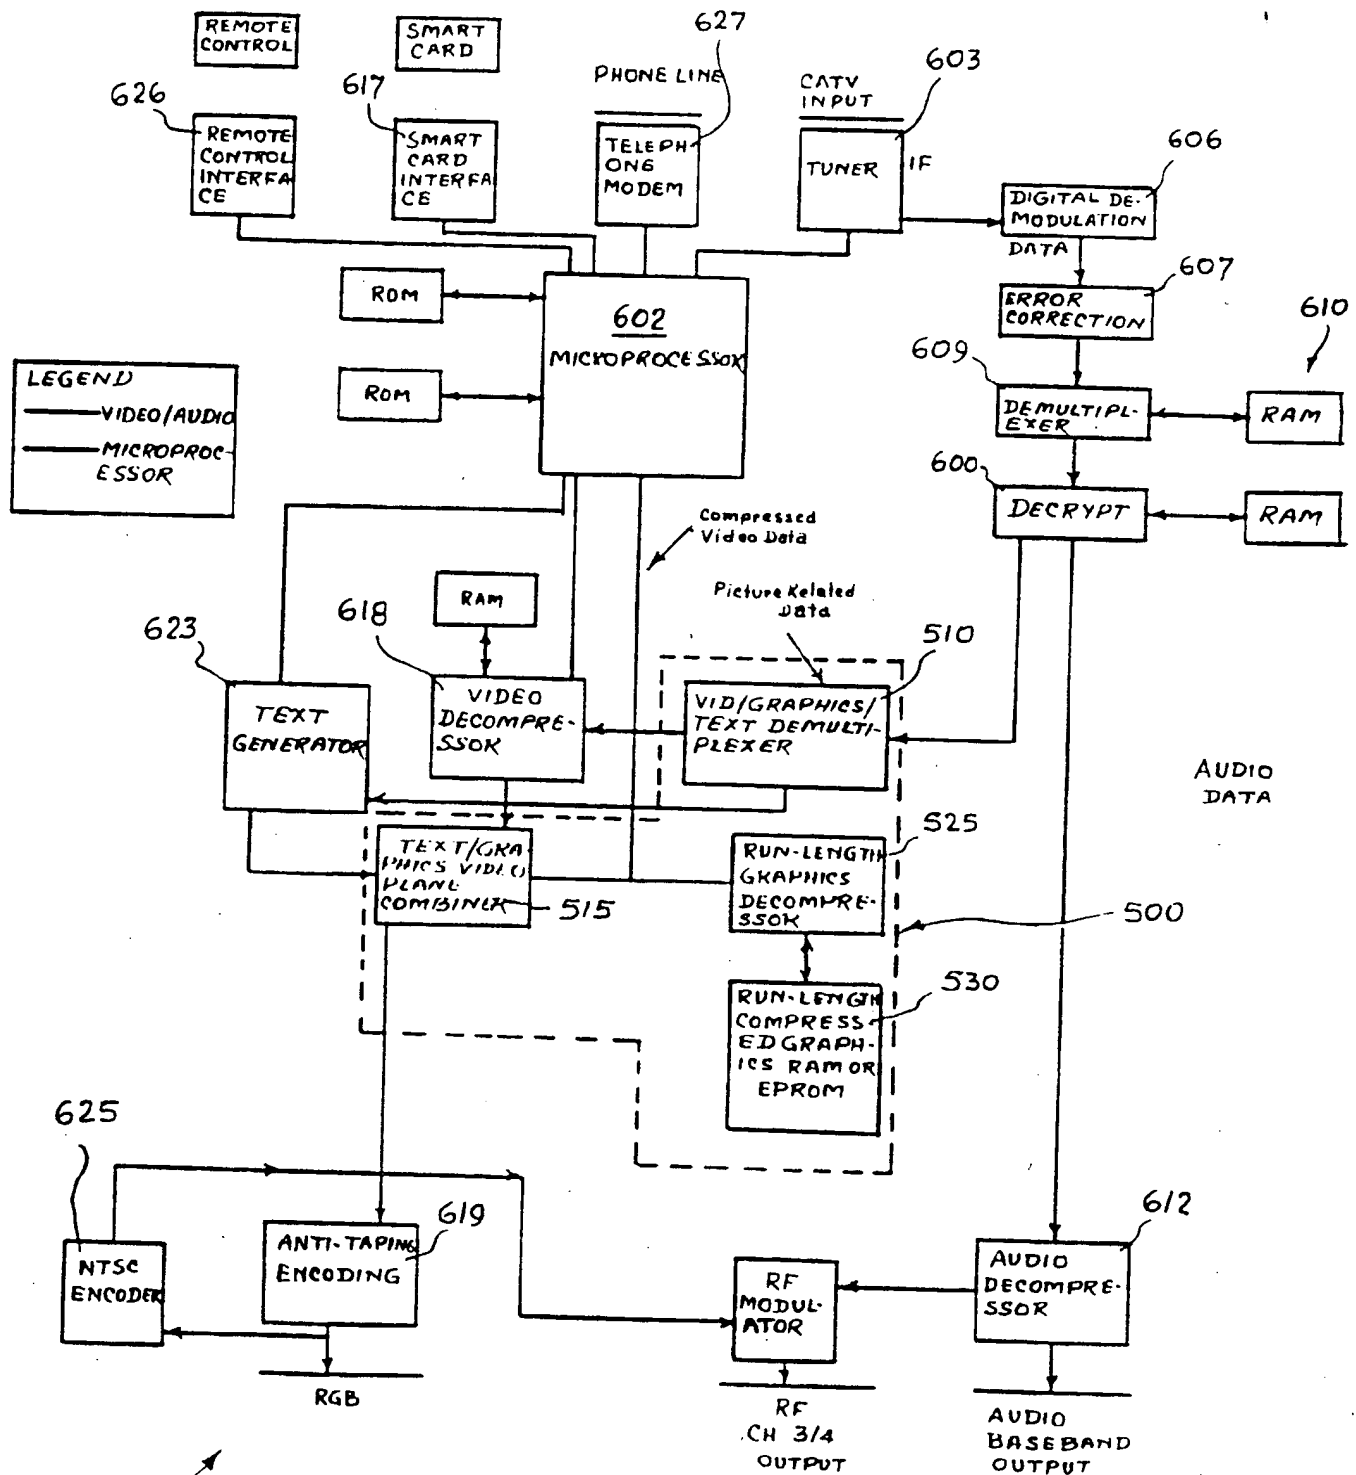 REMOTE
CONTROL
SMART
CARD
627
603
PHONE LINE
CATV
INPUT
626
617
606
REMOTE
CONTROL
INTERFA
CE
SMART
CARD
INTERFA
CE
TELEPH
ONE
MODEM
TUNER
IF
DIGITAL DE-
MODULATION
DATA
607
ROM
602
MICROPROCESSOR
ERROR
CORRECTION
610
609
LEGEND
VIDEO/AUDIO
MICROPROC-
ESSOR
ROM
DEMULTIPL-
EXER
RAM
600
DECRYPT
RAM
Compressed
Video Data
Picture Related
Data
RAM
618
623
510
TEXT
GENERATOR
VIDEO
DECOMPRE-
SSOR
VID/GRAPHICS/
TEXT DEMULTI-
PLEXER
AUDIO
DATA
525
TEXT/GRA
PHICS VIDEO
PLANE
COMBINER
515
RUN-LENGTH
GRAPHICS
DECOMPRE-
SSOR
500
530
RUN-LENGTH
COMPRESS
ED GRAPH-
ICS RAM OR
EPROM
625
619
612
NTSC
ENCODER
ANTI-TAPING
ENCODING
RF
MODUL-
ATOR
AUDIO
DECOMPRE-
SSOR
RGB
RF
CH 3/4
OUTPUT
AUDIO
BASEBAND
OUTPUT